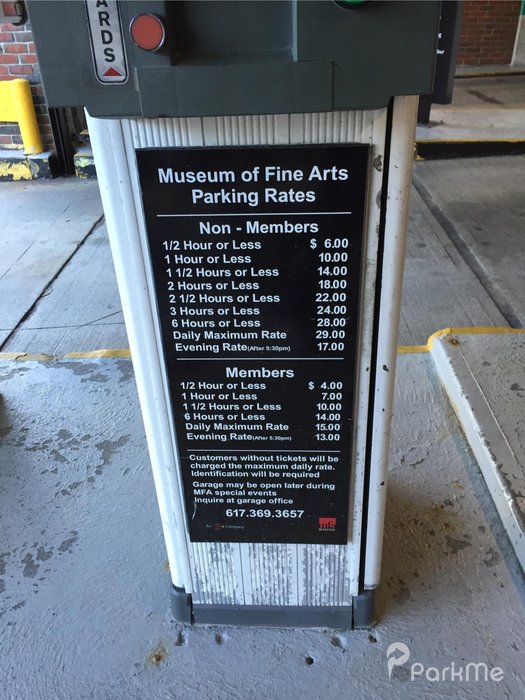 ARDS
Museum of Fine Arts
Parking Rates
Non - Members
1/2 Hour or Less $ 6.00
1 Hour or Less 10.00
1 1/2 Hours or Less 14.00
2 Hours or Less 18.00
2 1/2 Hours or Less 22.00
3 Hours or Less 24.00
6 Hours or Less 28.00
Daily Maximum Rate 29.00
Evening Rate(After 5:30pm) 17.00
Members
1/2 Hour or Less $ 4.00
1 Hour or Less 7.00
1 1/2 Hours or Less 10.00
6 Hours or Less 14.00
Daily Maximum Rate 15.00
Evening Rate(After 5:30pm) 13.00
Customers without tickets will be
charged the maximum daily rate.
Identification will be required
Garage may be open later during
MFA special events
Inquire at garage office
617.369.3657
An Company
BOSTON
ParkMe